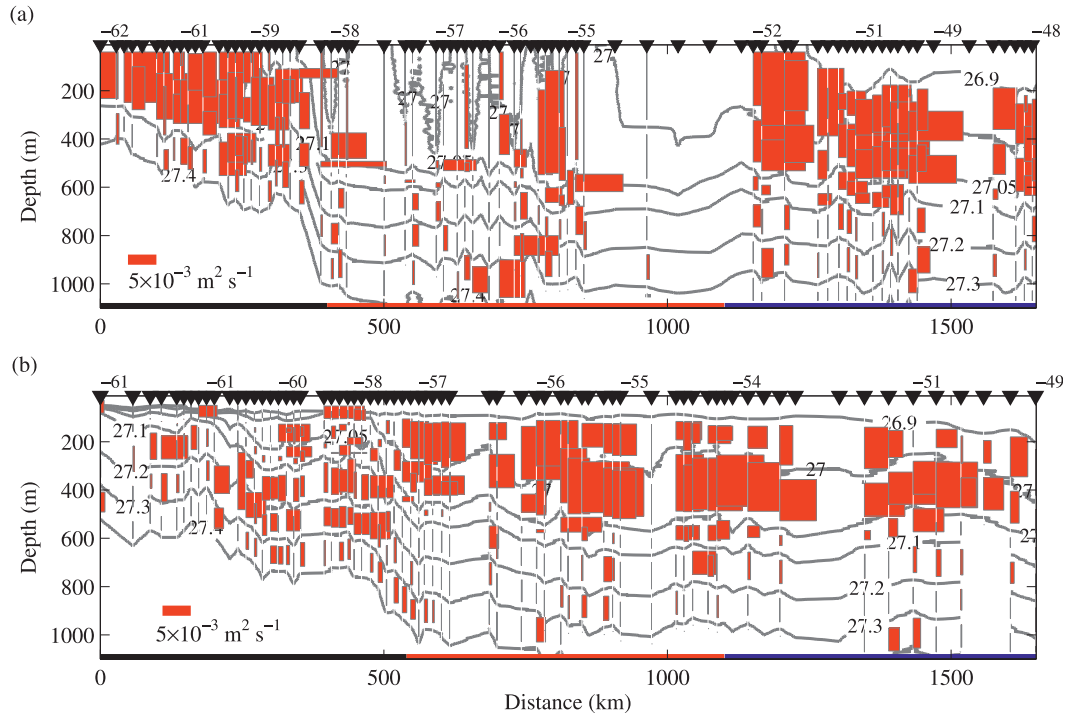 (a)
−62 −61 −59 −58 −57 −56 −55 −52 −51 −49 −48
27 27 27 27 26.9
200
400 27.1
27.05
600 27.4 27.05
27.1
800 27.2
1000 27.4 27.3
5×10−3 m2 s−1
Depth (m)
0 500 1000 1500
(b)
−61 −61 −60 −58 −57 −56 −55 −54 −51 −49
26.9
200 27.1 27.05
27.2 27
400 27.3 27
27.4
600 27.1
800 27.2
27.3
1000
5×10−3 m2 s−1
Depth (m)
0 500 1000 1500
Distance (km)